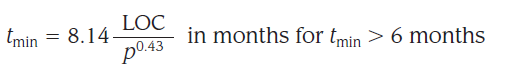 t_min = 8.14 LOC / p^0.43 in months for t_min > 6 months